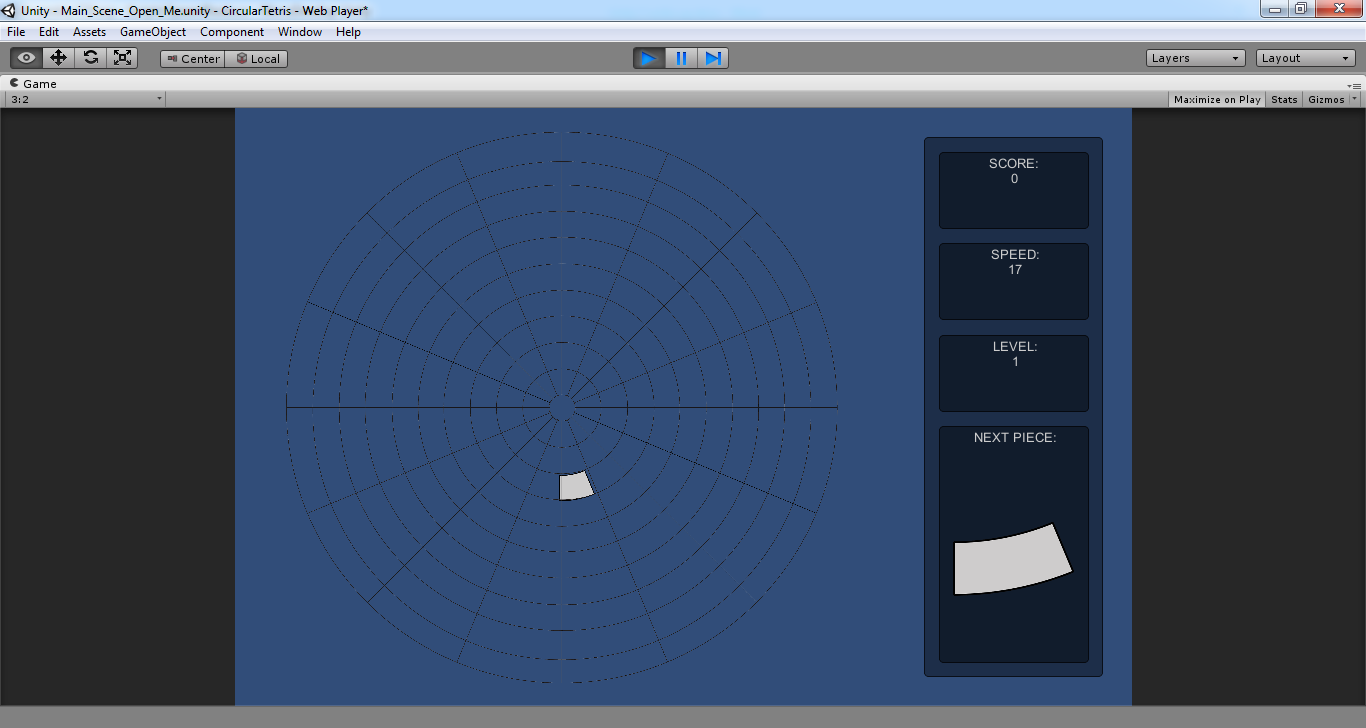 Unity - Main_Scene_Open_Me.unity - CircularTetris - Web Player*
File Edit Assets GameObject Component Window Help
Center Local Layers Layout
Game
3:2 Maximize on Play Stats Gizmos
SCORE:
0
SPEED:
17
LEVEL:
1
NEXT PIECE: